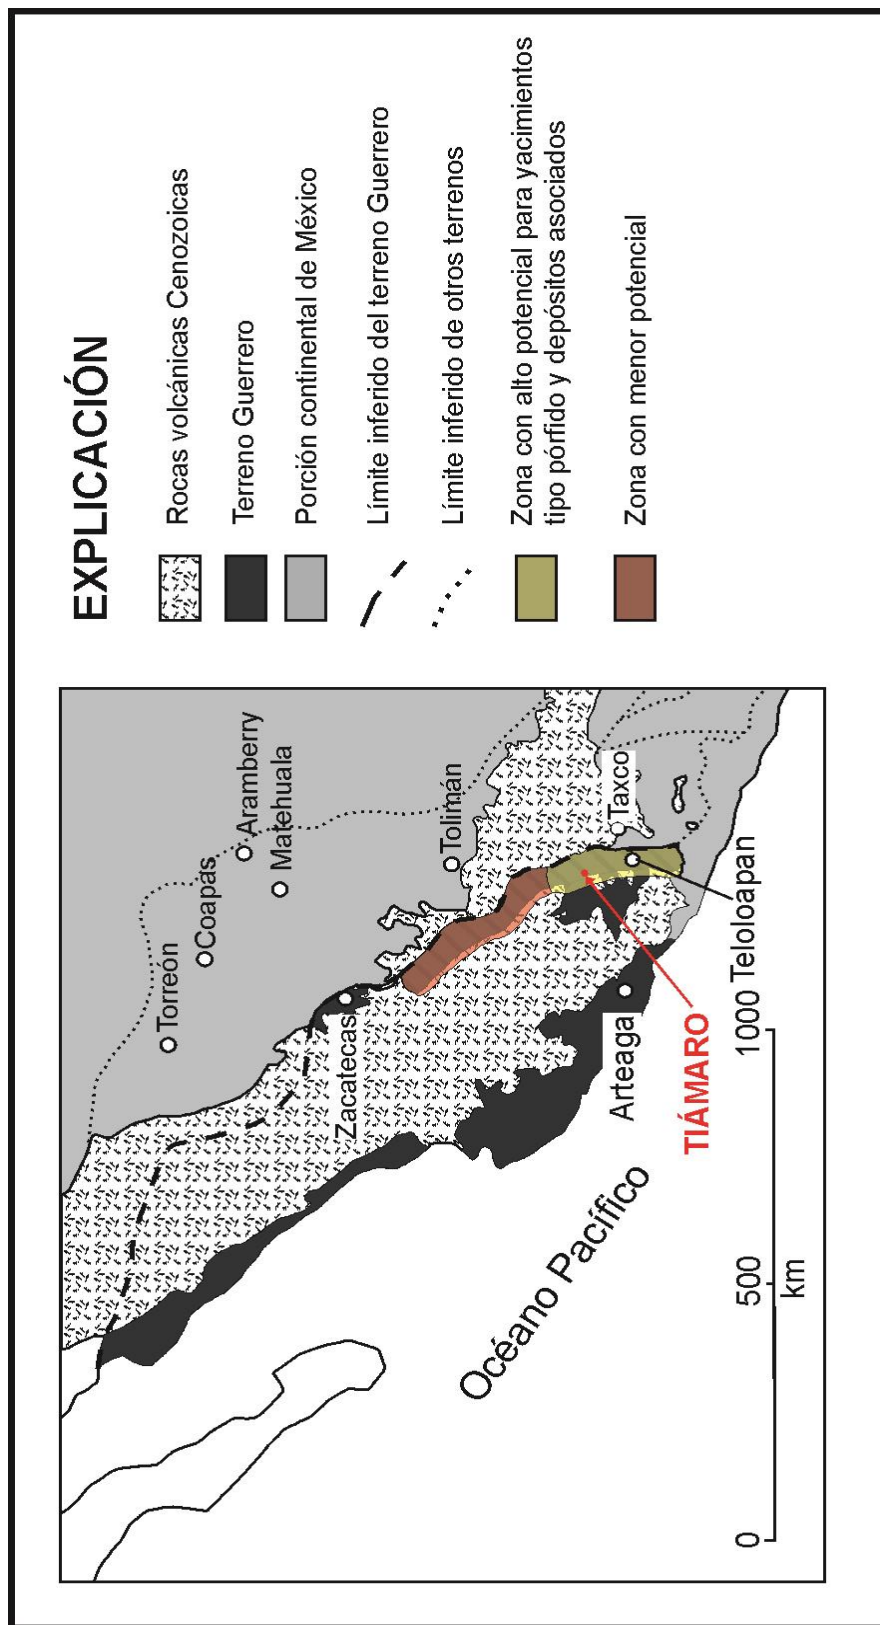 EXPLICACIÓN
Rocas volcánicas Cenozoicas
Terreno Guerrero
Porción continental de México
Límite inferido del terreno Guerrero
Límite inferido de otros terrenos
Zona con alto potencial para yacimientos
tipo pórfido y depósitos asociados
Zona con menor potencial
Torreón
Coapas
Aramberry
Matehuala
Zacatecas
Tolimán
Taxco
Arteaga
Teloloapan
TIÁMARO
Océano Pacífico
0
500
1000
km